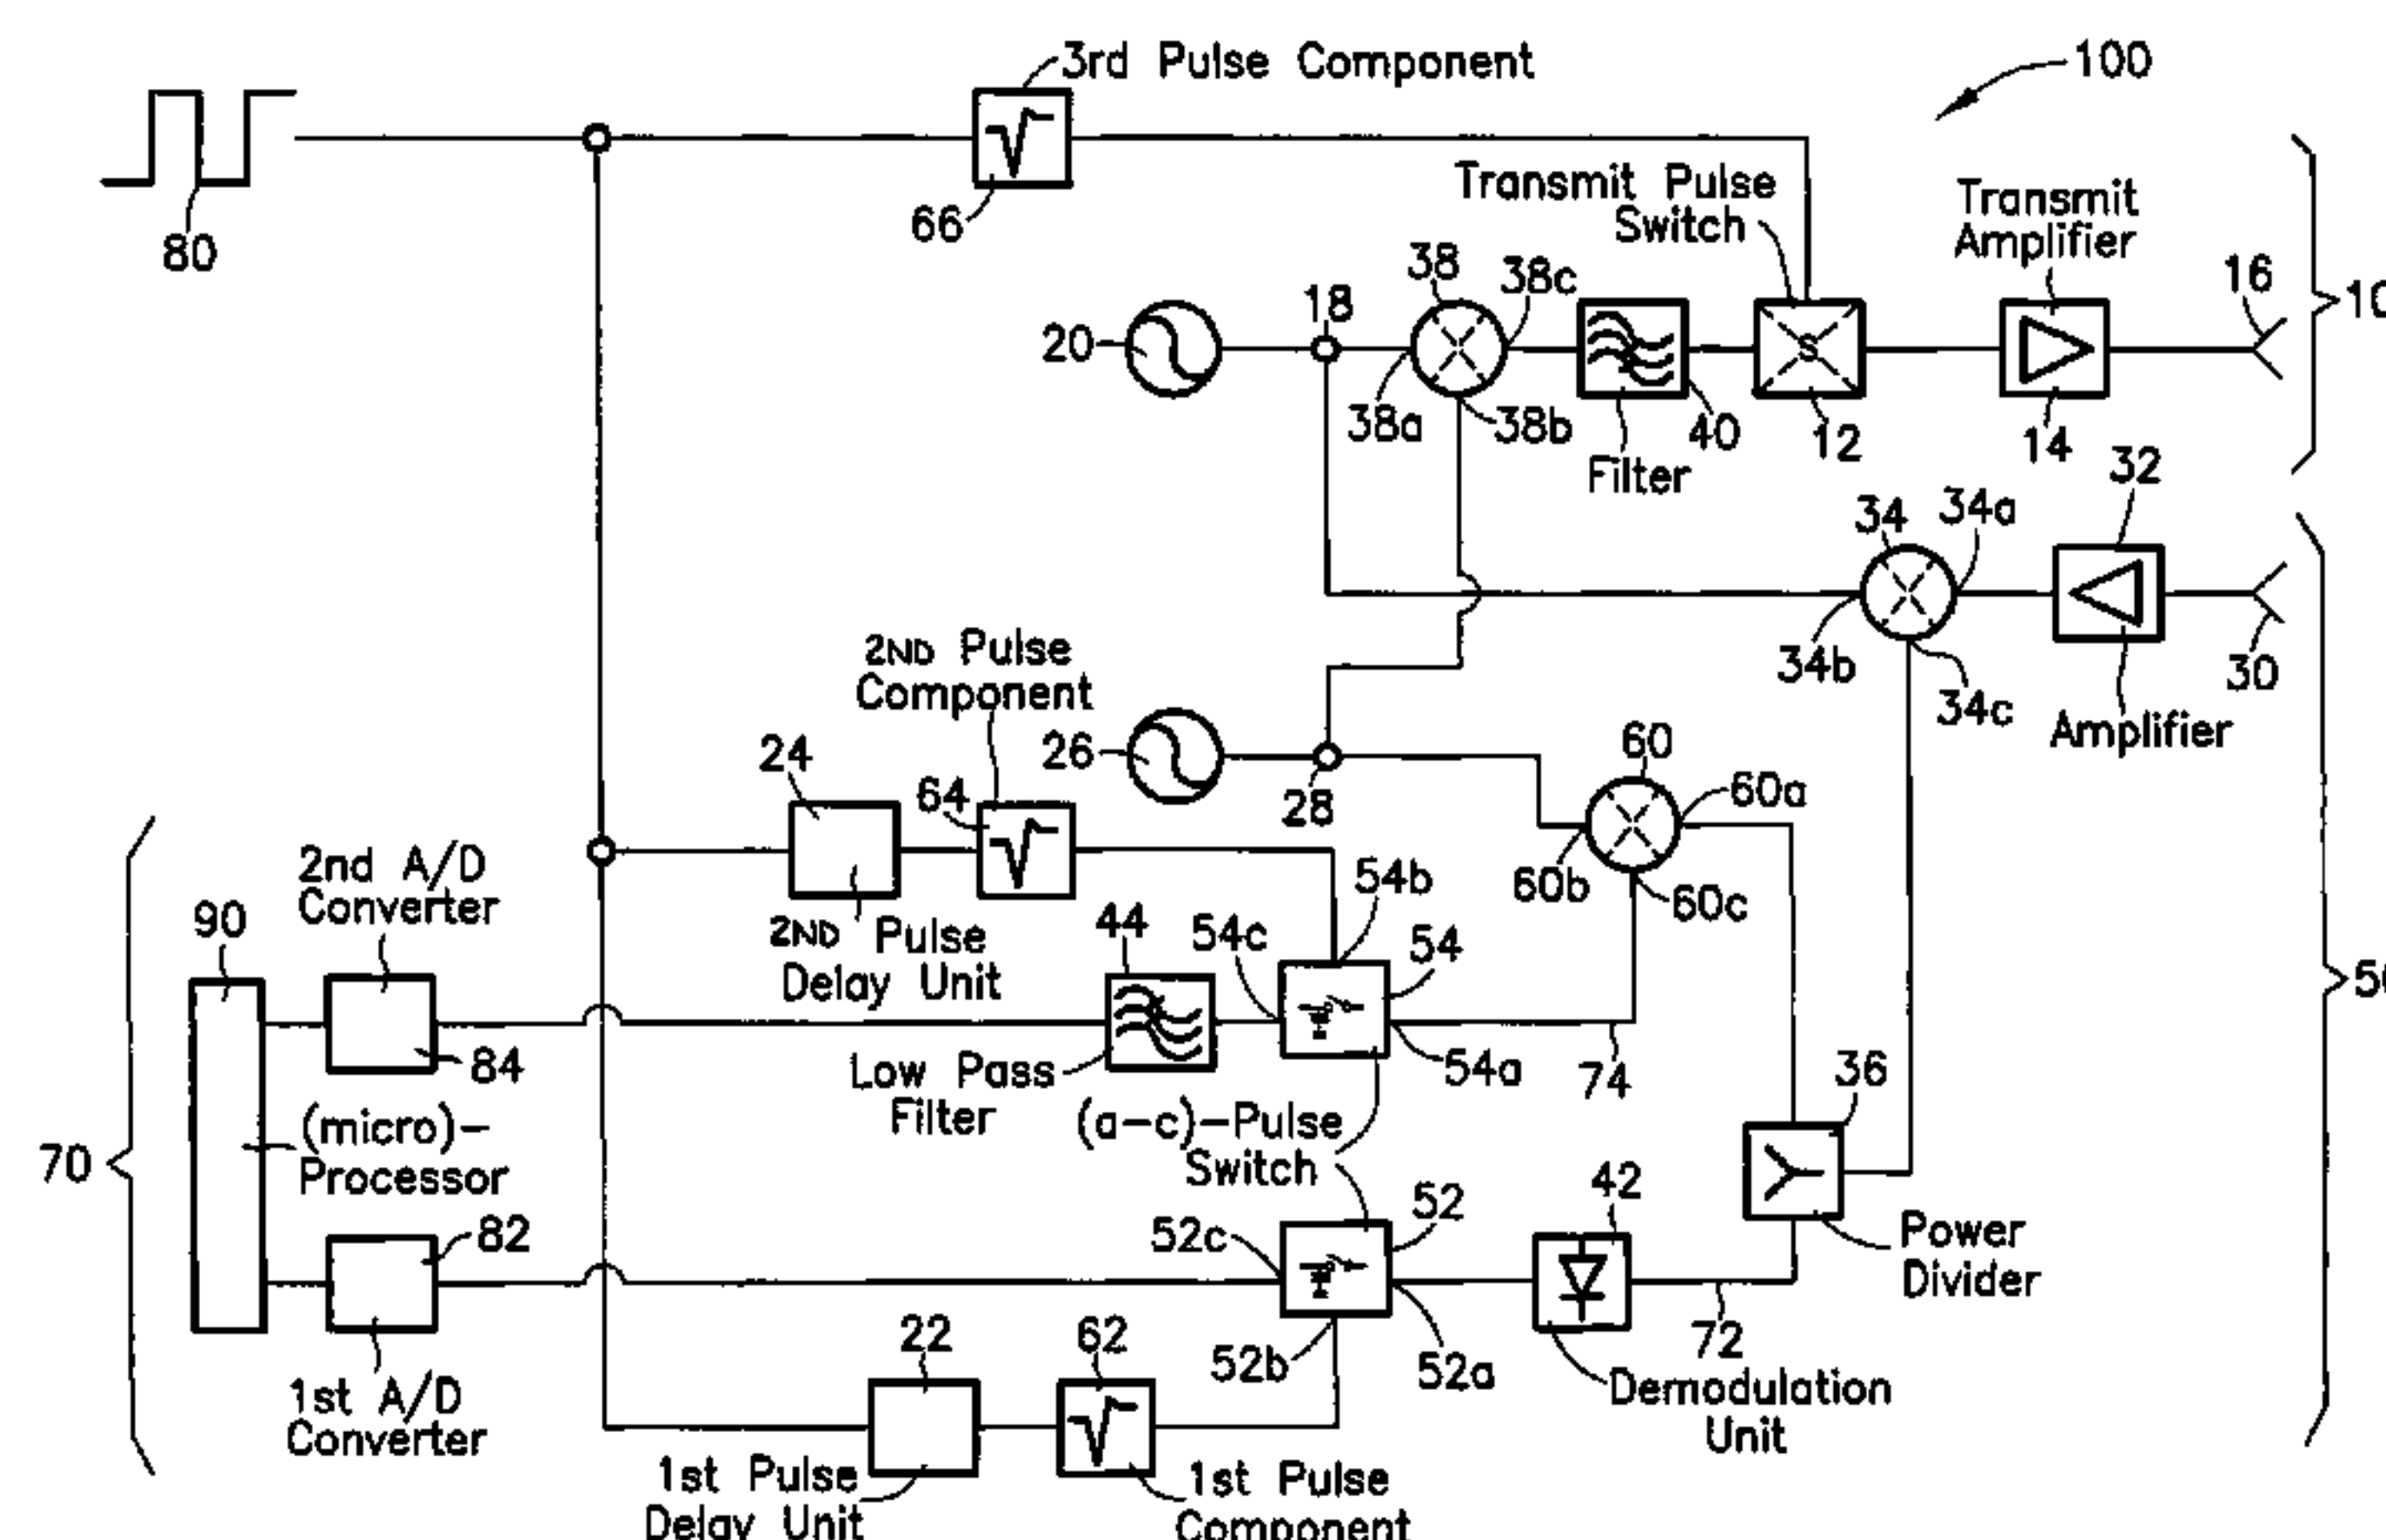 3rd Pulse Component
100
80
66
Transmit Pulse
Switch
Transmit
Amplifier
16
38
38c
18
20
S
38a
38b
40
12
14
Filter
32
34
34a
34b
34c
30
Amplifier
2ND Pulse
Component
26
28
24
64
60
60a
60b
60c
2nd A/D
Converter
90
2ND Pulse
Delay Unit
44
54c
54b
54
84
Low Pass
Filter
54a
74
36
(a-c)-Pulse
Switch
70
(micro)-
Processor
82
52c
52
42
Power
Divider
22
62
52b
52a
72
1st A/D
Converter
Demodulation
Unit
1st Pulse
Delay Unit
1st Pulse
Component